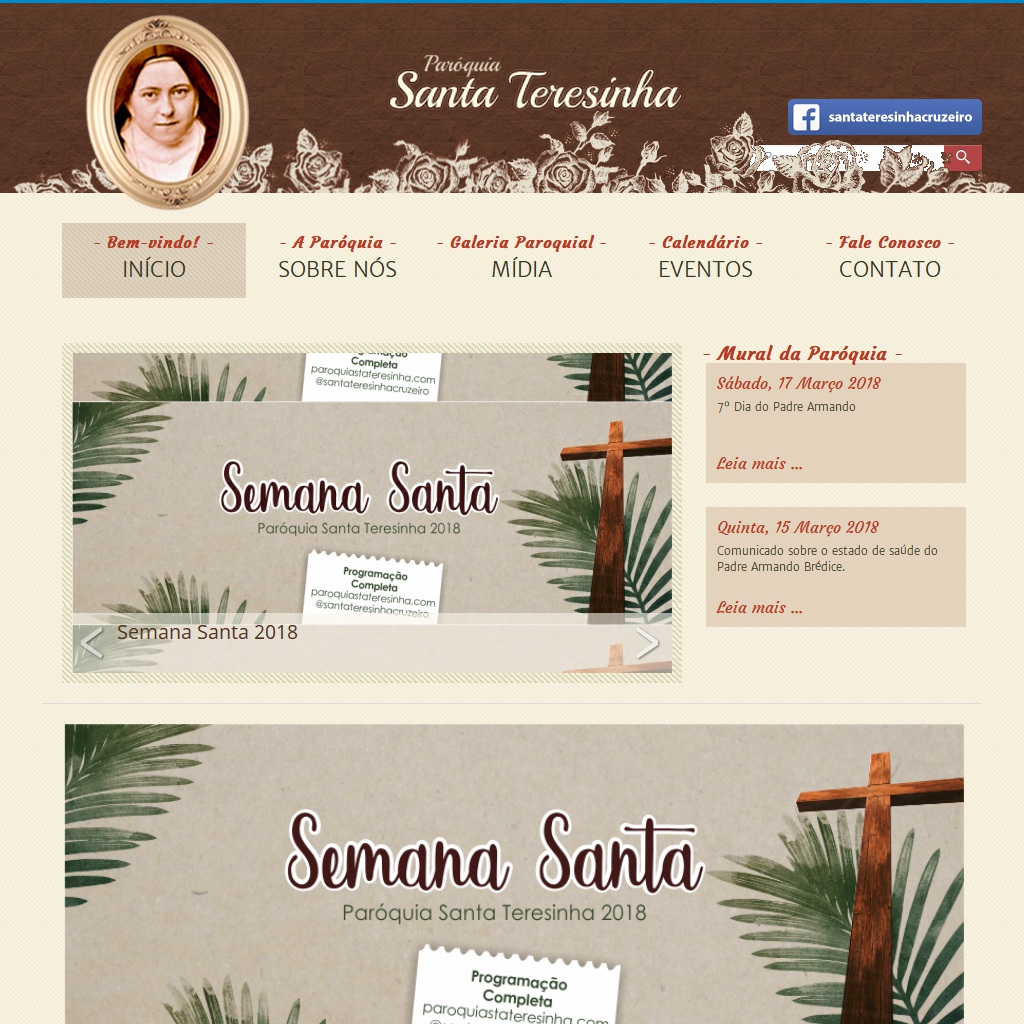 Paróquia
Santa Teresinha
santateresinhacruzeiro
- Bem-vindo! -
INÍCIO
- A Paróquia -
SOBRE NÓS
- Galeria Paroquial -
MÍDIA
- Calendário -
EVENTOS
- Fale Conosco -
CONTATO
Completa
paroquiastateresinha.com
@santateresinhacruzeiro
Semana Santa
Paróquia Santa Teresinha 2018
Programação
Completa
paroquiastateresinha.com
@santateresinhacruzeiro
Semana Santa 2018
- Mural da Paróquia -
Sábado, 17 Março 2018
7º Dia do Padre Armando
Leia mais ...
Quinta, 15 Março 2018
Comunicado sobre o estado de saúde do
Padre Armando Brédice.
Leia mais ...
Semana Santa
Paróquia Santa Teresinha 2018
Programação
Completa
paroquiastateresinha.com